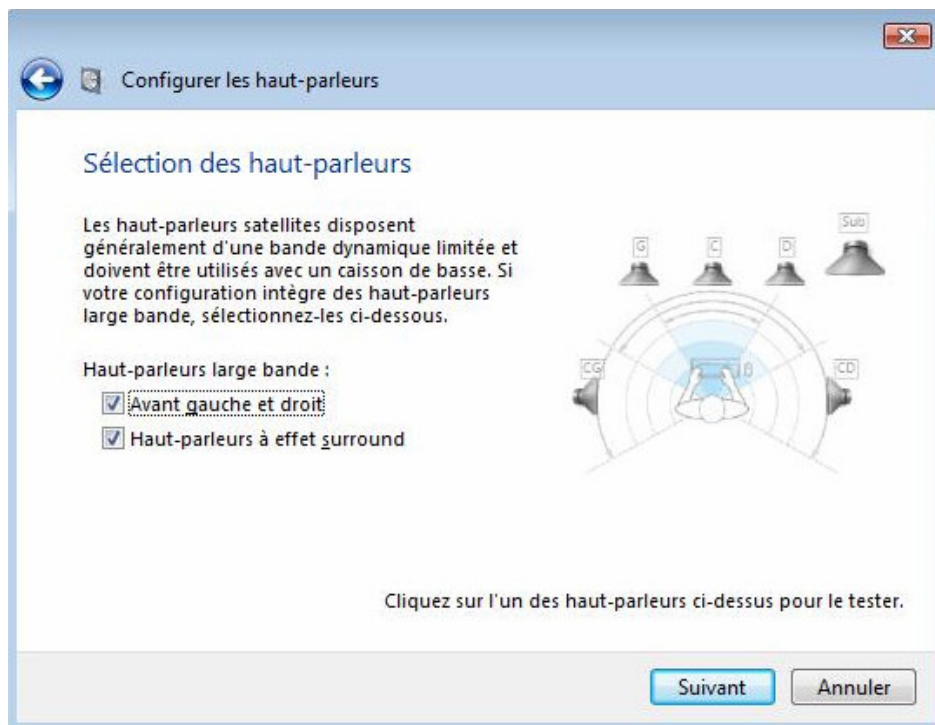 Configurer les haut-parleurs
Sélection des haut-parleurs
Les haut-parleurs satellites disposent
généralement d'une bande dynamique limitée et
doivent être utilisés avec un caisson de basse. Si
votre configuration intègre des haut-parleurs
large bande, sélectionnez-les ci-dessous.
Haut-parleurs large bande :
Avant gauche et droit
Haut-parleurs à effet surround
Sub
G C D
CG CD
Cliquez sur l'un des haut-parleurs ci-dessus pour le tester.
Suivant Annuler